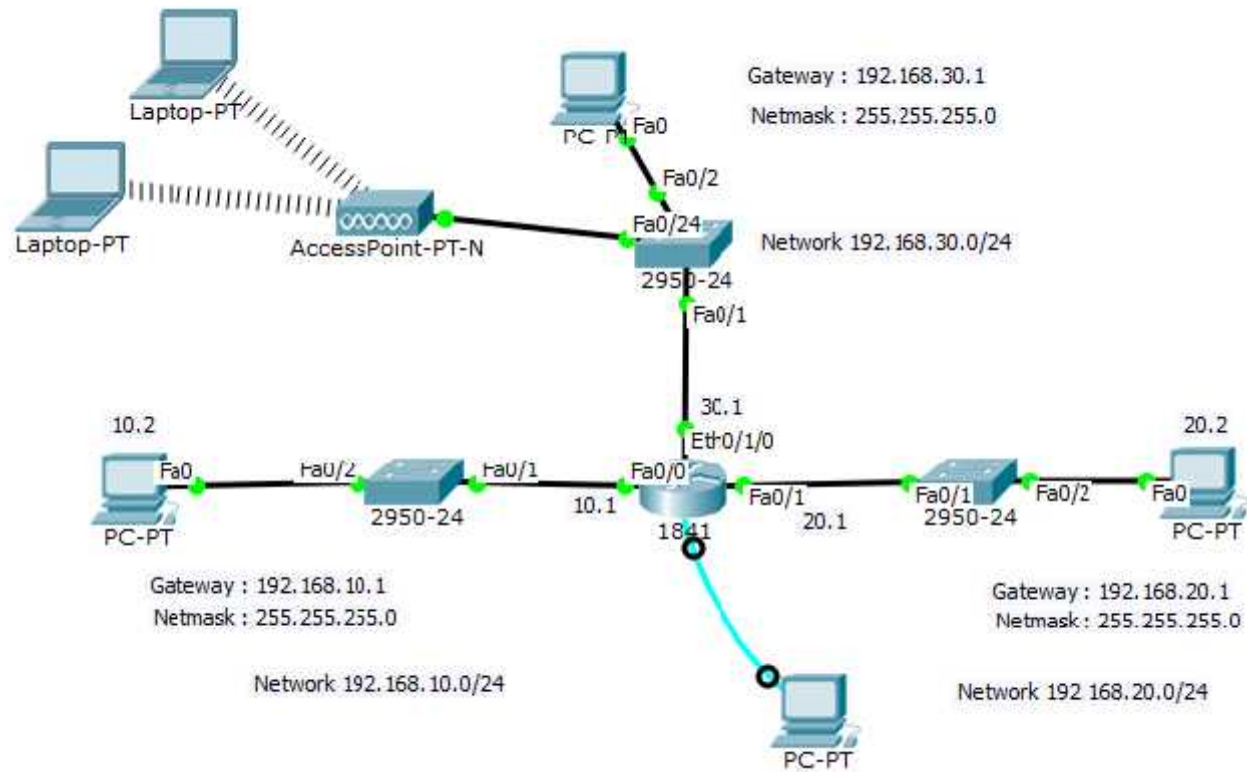 Laptop-PT
Gateway : 192.168.30.1
Netmask : 255.255.255.0
PC
Fa0
Fa0/2
Laptop-PT
AccessPoint-PT-N
Fa0/24
2950-24
Network 192.168.30.0/24
Fa0/1
30.1
Eth0/1/0
10.2
Fa0
Fa0/2
Fa0/1
Fa0/0
Fa0/1
Fa0/1
Fa0/2
Fa0
20.2
PC-PT
2950-24
10.1
1841
20.1
2950-24
PC-PT
Gateway : 192.168.10.1
Netmask : 255.255.255.0
Gateway : 192.168.20.1
Netmask : 255.255.255.0
Network 192.168.10.0/24
Network 192 168.20.0/24
PC-PT